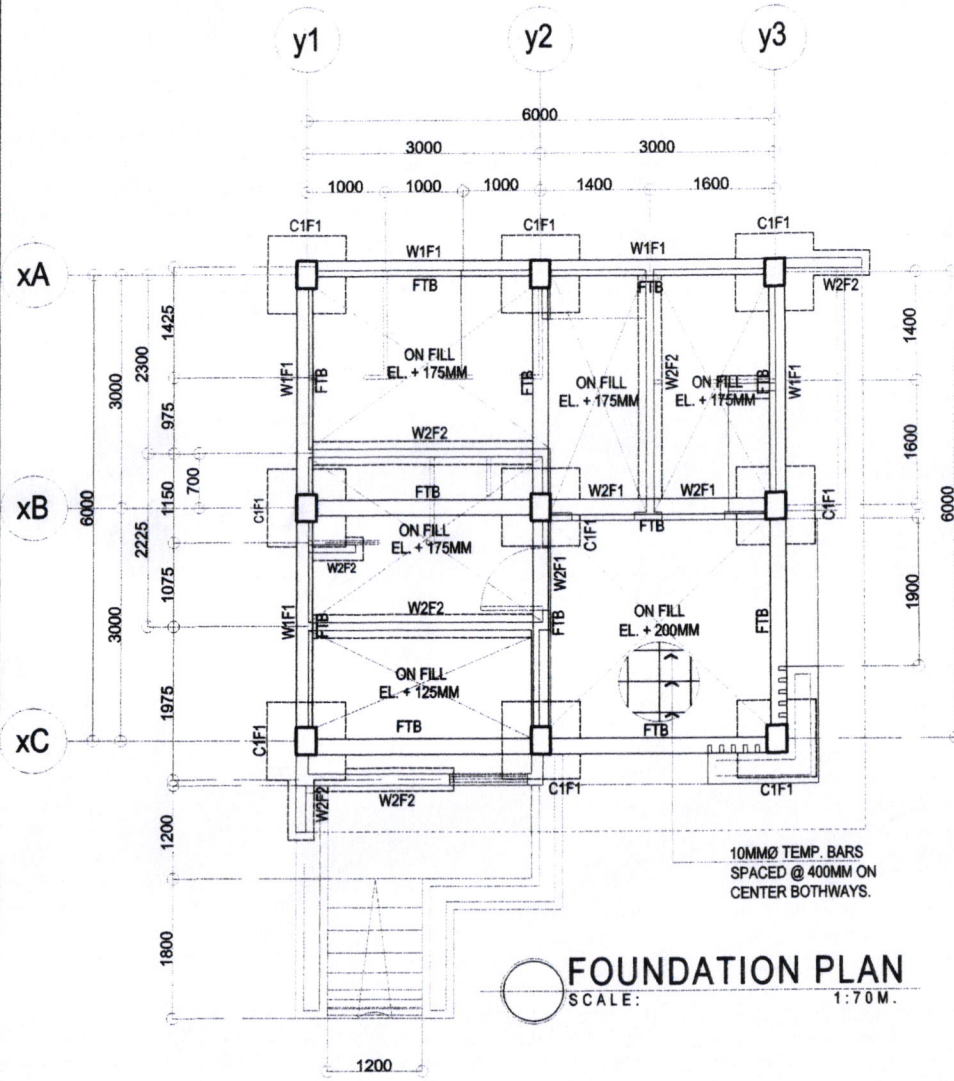 y1
y2
y3
6000
3000
3000
1000
1000
1000
1400
1600
C1F1
C1F1
C1F1
W1F1
W1F1
xA
FTB
FTB
W2F2
1425
2300
3000
975
6000
1400
ON FILL
EL. + 175MM
W1F1
FTB
FTB
ON FILL
EL. + 175MM
W2F2
ON FILL
EL. + 175MM
FTB
W1F1
W2F2
700
1600
6000
xB
1150
C1F1
FTB
W2F1
W2F1
FTB
C1F1
C1F1
2225
ON FILL
EL. + 175MM
W2F2
W2F1
1075
1900
W1F1
FTB
W2F2
FTB
ON FILL
EL. + 200MM
FTB
3000
1975
ON FILL
EL. + 125MM
xC
C1F1
FTB
FTB
W2F2
W2F2
C1F1
C1F1
1200
10MMØ TEMP. BARS
SPACED @ 400MM ON
CENTER BOTHWAYS.
1800
FOUNDATION PLAN
SCALE: 1:70M.
1200